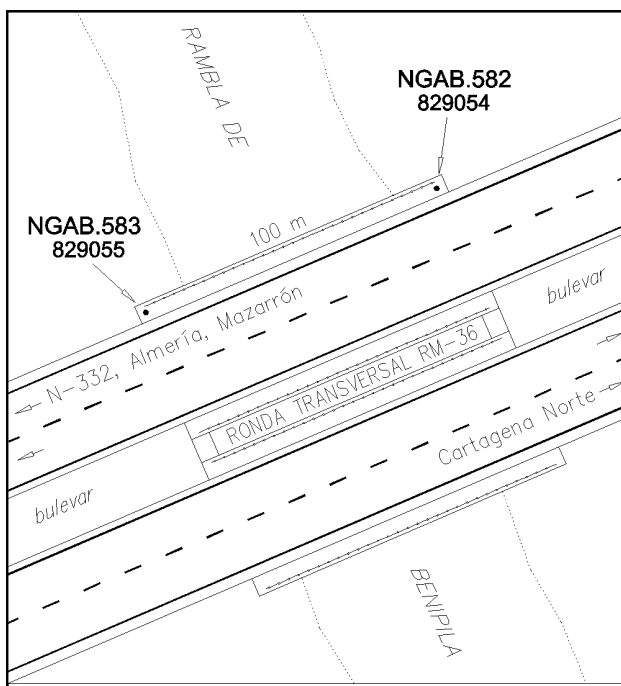 RAMBLA DE
NGAB.582
829054
NGAB.583
829055
100 m
N-332, Almería, Mazarrón
bulevar
RONDA TRANSVERSAL RM-36
Cartagena Norte
bulevar
BENIPILA